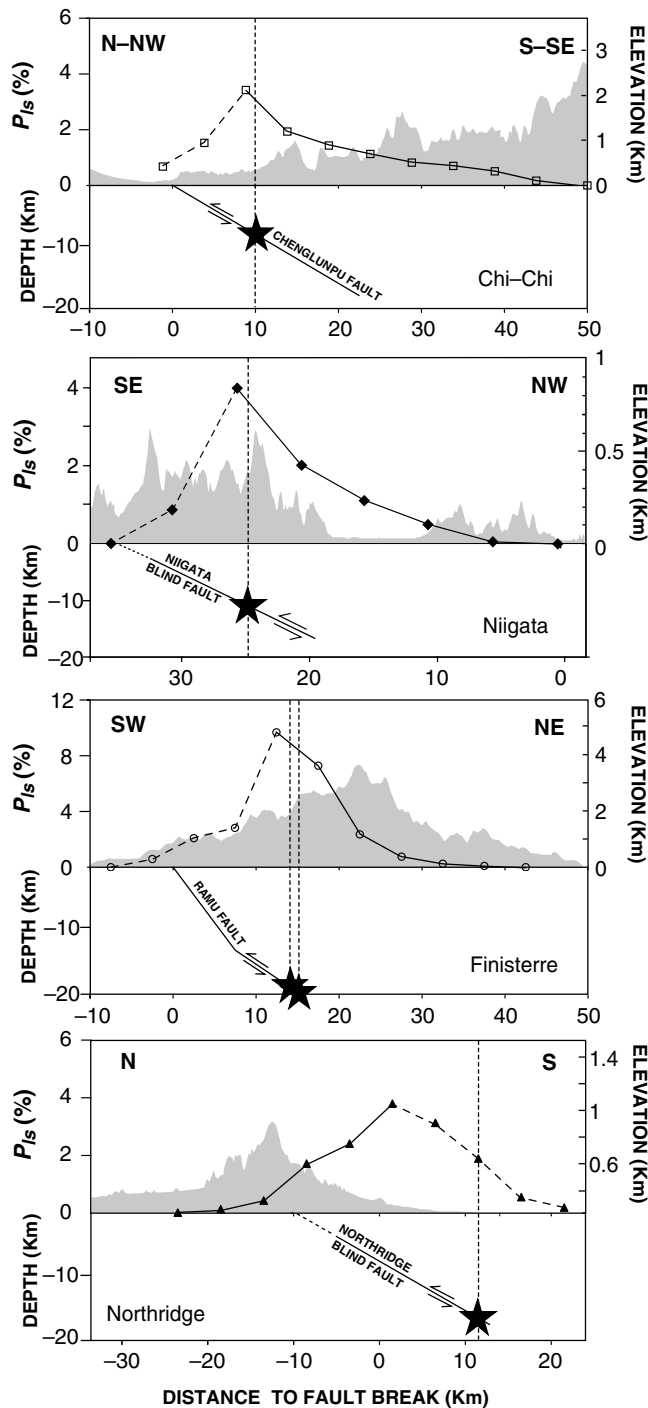 N–NW S–SE
P_ls (%)
ELEVATION (Km)
6
4
2
0
3
2
1
0
DEPTH (Km)
–10
–20
CHENGLUNPU FAULT
Chi–Chi
–10 0 10 20 30 40 50
SE NW
P_ls (%)
ELEVATION (Km)
4
2
0
1
0.5
0
DEPTH (Km)
–10
–20
NIIGATA
BLIND FAULT
Niigata
30 20 10 0
SW NE
P_ls (%)
ELEVATION (Km)
12
8
4
0
6
4
2
0
DEPTH (Km)
–10
–20
RAMU FAULT
Finisterre
–10 0 10 20 30 40 50
N S
P_ls (%)
ELEVATION (Km)
6
4
2
0
1.4
1
0.6
DEPTH (Km)
–10
–20
NORTHRIDGE
BLIND FAULT
Northridge
–30 –20 –10 0 10 20
DISTANCE TO FAULT BREAK (Km)